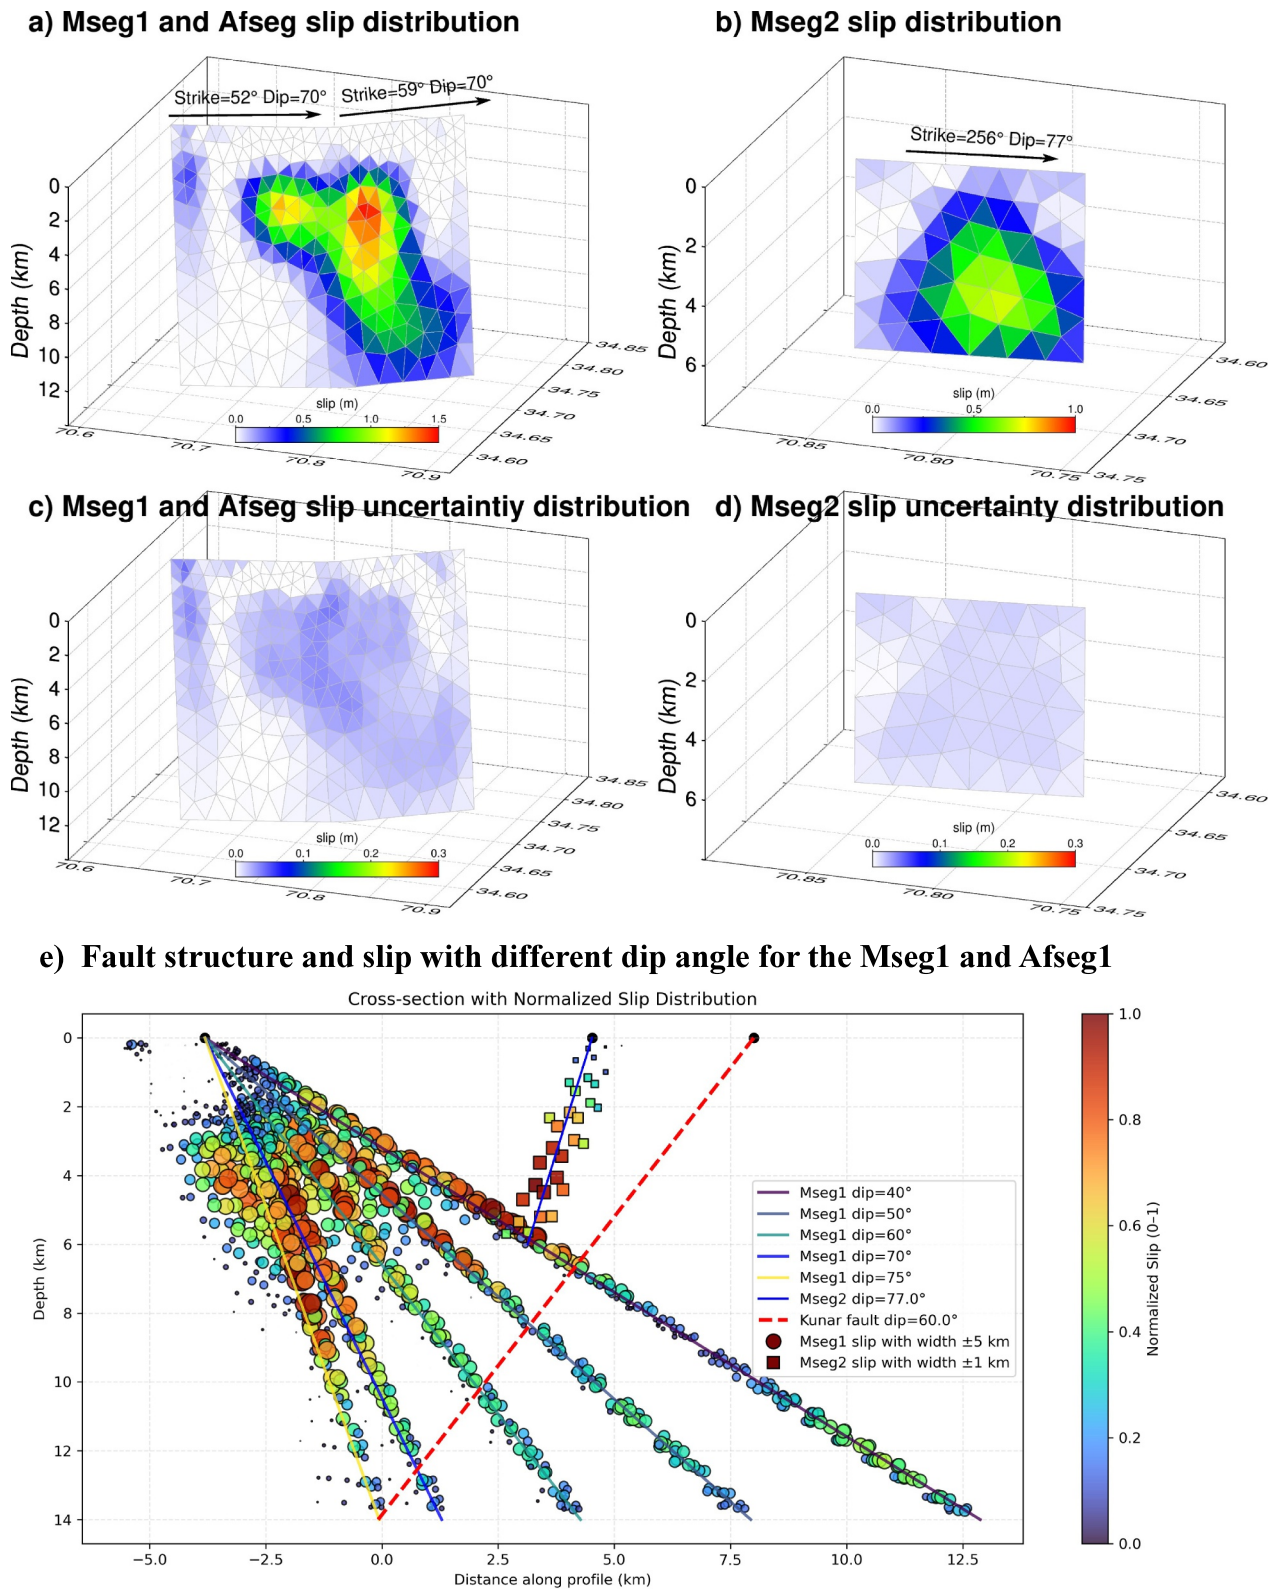 a) Mseg1 and Afseg slip distribution
Strike=52° Dip=70°
Strike=59° Dip=70°
0
2
4
6
8
10
12
Depth (km)
70.6
70.7
70.8
70.9
34.85
34.80
34.75
34.70
34.65
34.60
slip (m)
0.0 0.5 1.0 1.5
b) Mseg2 slip distribution
Strike=256° Dip=77°
0
2
4
6
Depth (km)
70.85
70.80
70.75
34.60
34.65
34.70
34.75
slip (m)
0.0 0.5 1.0
c) Mseg1 and Afseg slip uncertaintiy distribution
0
2
4
6
8
10
12
Depth (km)
70.6
70.7
70.8
70.9
34.85
34.80
34.75
34.70
34.65
34.60
slip (m)
0.0 0.1 0.2 0.3
d) Mseg2 slip uncertainty distribution
0
2
4
6
Depth (km)
70.85
70.80
70.75
34.60
34.65
34.70
34.75
slip (m)
0.0 0.1 0.2 0.3
e) Fault structure and slip with different dip angle for the Mseg1 and Afseg1
Cross-section with Normalized Slip Distribution
0
2
4
6
8
10
12
14
Depth (km)
−5.0 −2.5 0.0 2.5 5.0 7.5 10.0 12.5
Distance along profile (km)
Mseg1 dip=40°
Mseg1 dip=50°
Mseg1 dip=60°
Mseg1 dip=70°
Mseg1 dip=75°
Mseg2 dip=77.0°
Kunar fault dip=60.0°
Mseg1 slip with width ±5 km
Mseg2 slip with width ±1 km
1.0
0.8
0.6
0.4
0.2
0.0
Normalized Slip (0–1)